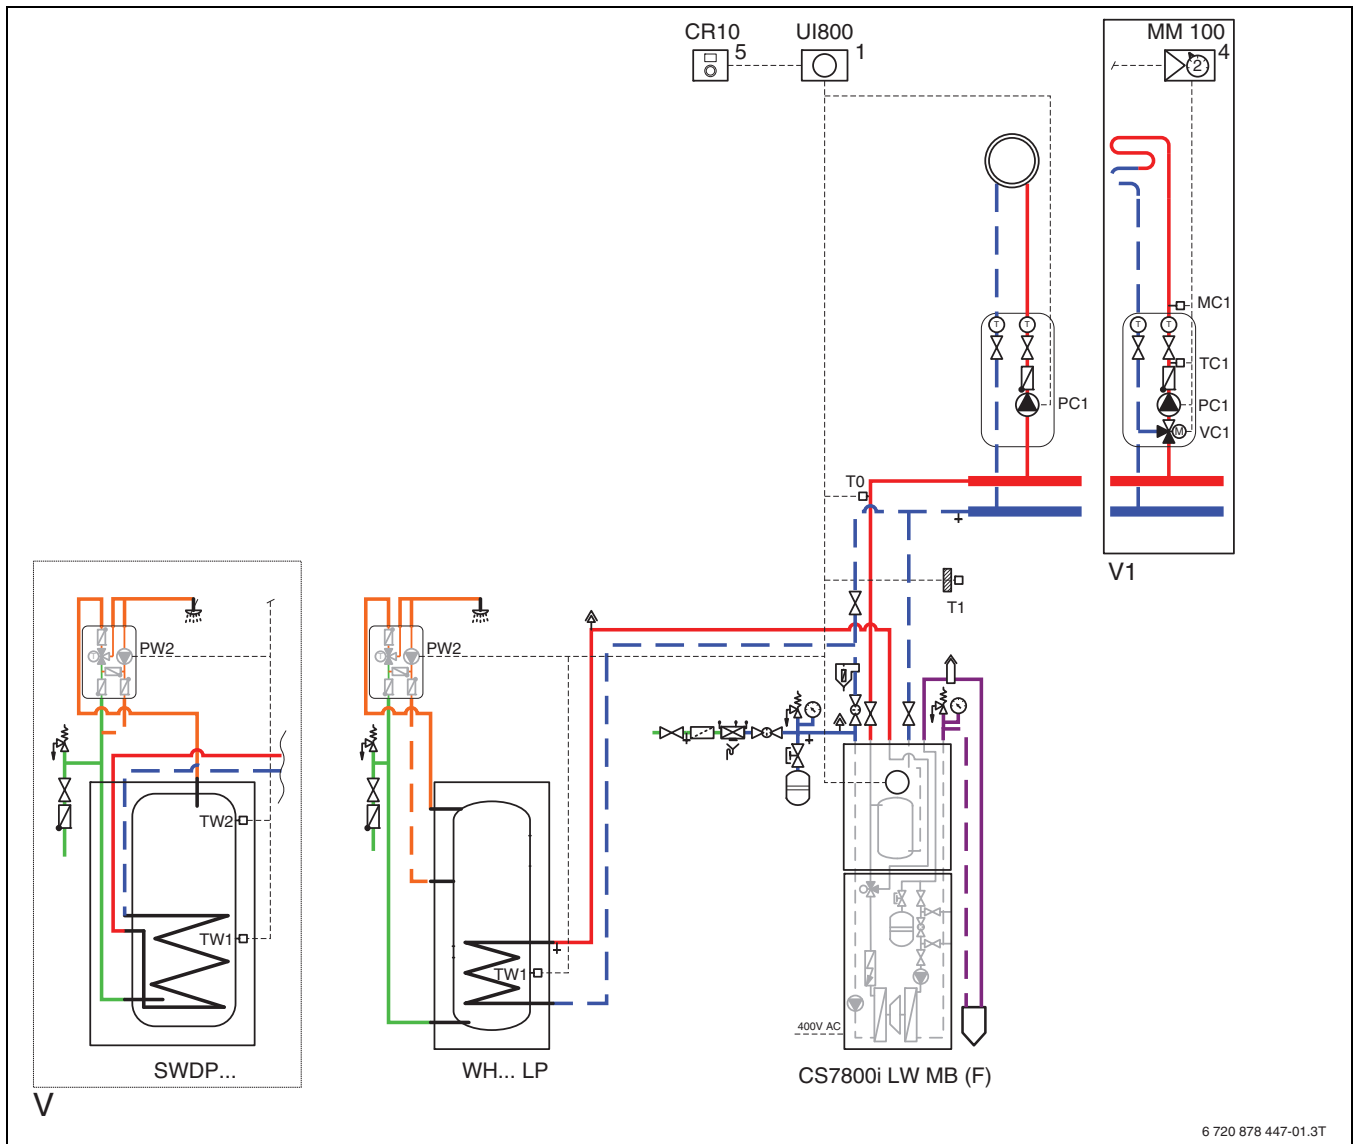 CR10
5
UI800
1
MM 100
4
2
MC1
T
T
T
T
TC1
PC1
PC1
M
VC1
T0
T1
V1
PW2
T
PW2
T
TW2
TW1
TW1
400V AC
SWDP...
WH... LP
CS7800i LW MB (F)
V
6 720 878 447-01.3T